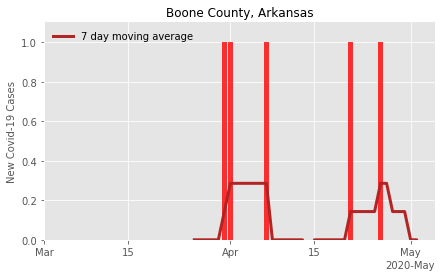 Boone County, Arkansas
7 day moving average
New Covid-19 Cases
1.0
0.8
0.6
0.4
0.2
0.0
Mar 15 Apr 15 May
2020-May